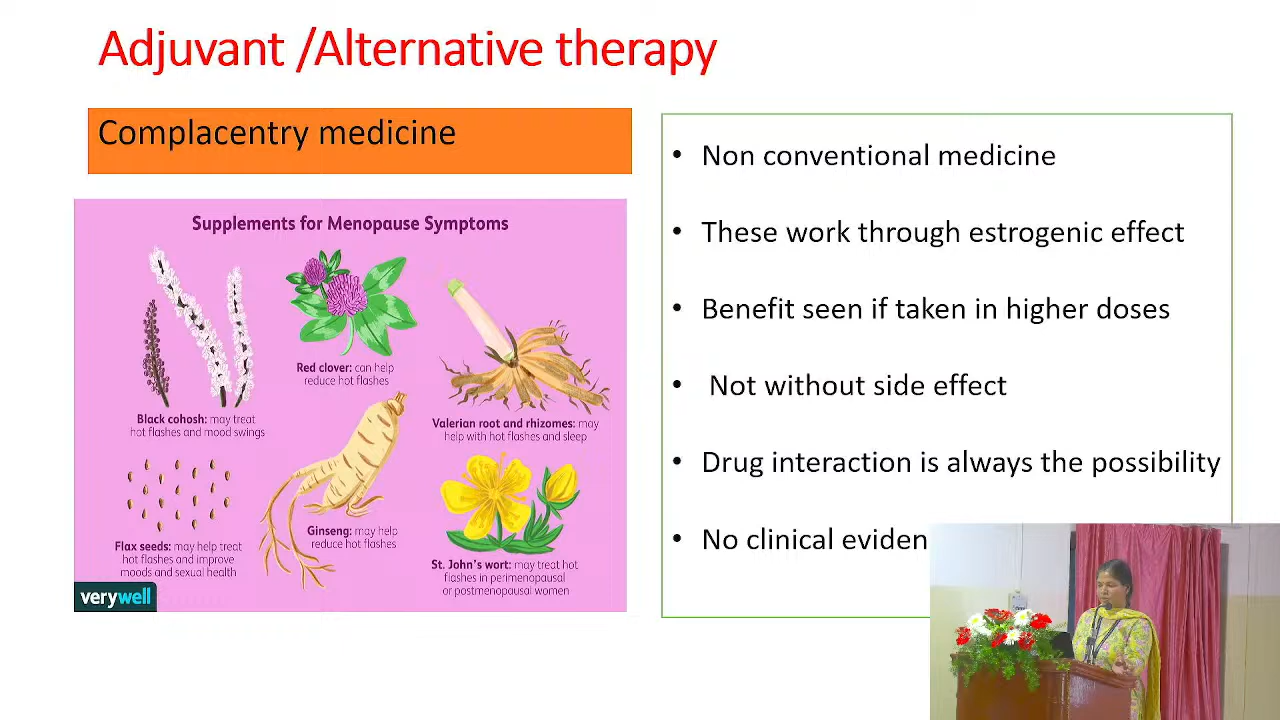 Adjuvant /Alternative therapy
Complacentry medicine
Supplements for Menopause Symptoms
Black cohosh: may treat
hot flashes and mood swings
Red clover: can help
reduce hot flashes
Valerian root and rhizomes: may
help with hot flashes and sleep
Flax seeds: may help treat
hot flashes and improve
moods and sexual health
Ginseng: may help
reduce hot flashes
St. John's wort: may treat hot
flashes in perimenopausal
or postmenopausal women
verywell
• Non conventional medicine
• These work through estrogenic effect
• Benefit seen if taken in higher doses
• Not without side effect
• Drug interaction is always the possibility
• No clinical eviden